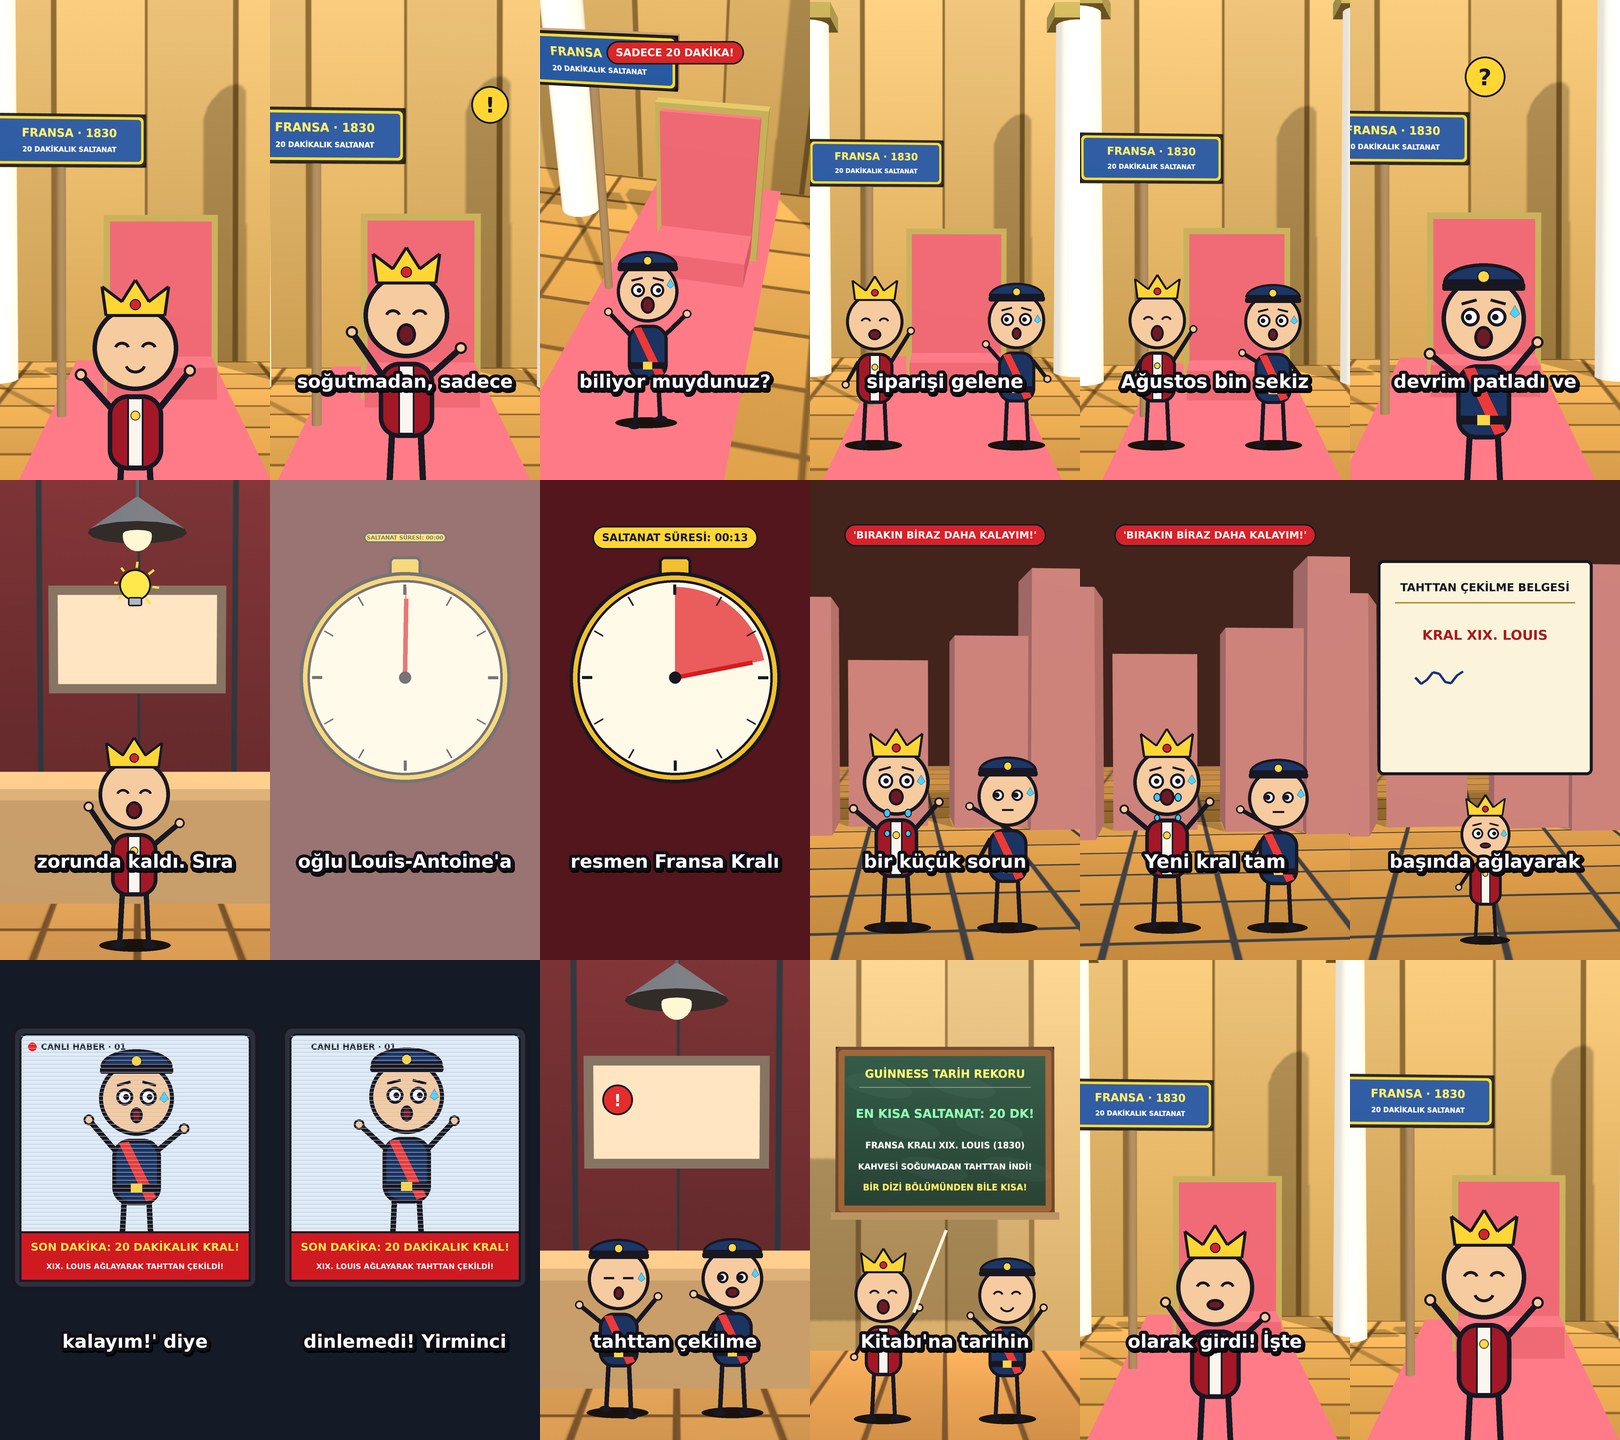 FRANSA · 1830
20 DAKİKALIK SALTANAT
FRANSA · 1830
20 DAKİKALIK SALTANAT
!
soğutmadan, sadece
FRANSA
20 DAKİKALIK SALTANAT
SADECE 20 DAKİKA!
biliyor muydunuz?
FRANSA · 1830
20 DAKİKALIK SALTANAT
siparişi gelene
FRANSA · 1830
20 DAKİKALIK SALTANAT
Ağustos bin sekiz
?
FRANSA · 1830
20 DAKİKALIK SALTANAT
devrim patladı ve
zorunda kaldı. Sıra
SALTANAT SÜRESİ: 00:00
oğlu Louis-Antoine'a
SALTANAT SÜRESİ: 00:13
resmen Fransa Kralı
'BIRAKIN BİRAZ DAHA KALAYIM!'
bir küçük sorun
'BIRAKIN BİRAZ DAHA KALAYIM!'
Yeni kral tam
TAHTTAN ÇEKİLME BELGESİ
KRAL XIX. LOUIS
başında ağlayarak
CANLI HABER · 01
SON DAKİKA: 20 DAKİKALIK KRAL!
XIX. LOUIS AĞLAYARAK TAHTTAN ÇEKİLDİ!
kalayım!' diye
CANLI HABER · 01
SON DAKİKA: 20 DAKİKALIK KRAL!
XIX. LOUIS AĞLAYARAK TAHTTAN ÇEKİLDİ!
dinlemedi! Yirminci
!
tahttan çekilme
GUİNNESS TARİH REKORU
EN KISA SALTANAT: 20 DK!
FRANSA KRALI XIX. LOUIS (1830)
KAHVESİ SOĞUMADAN TAHTTAN İNDİ!
BİR DİZİ BÖLÜMÜNDEN BİLE KISA!
Kitabı'na tarihin
FRANSA · 1830
20 DAKİKALIK SALTANAT
olarak girdi! İşte
FRANSA · 1830
20 DAKİKALIK SALTANAT